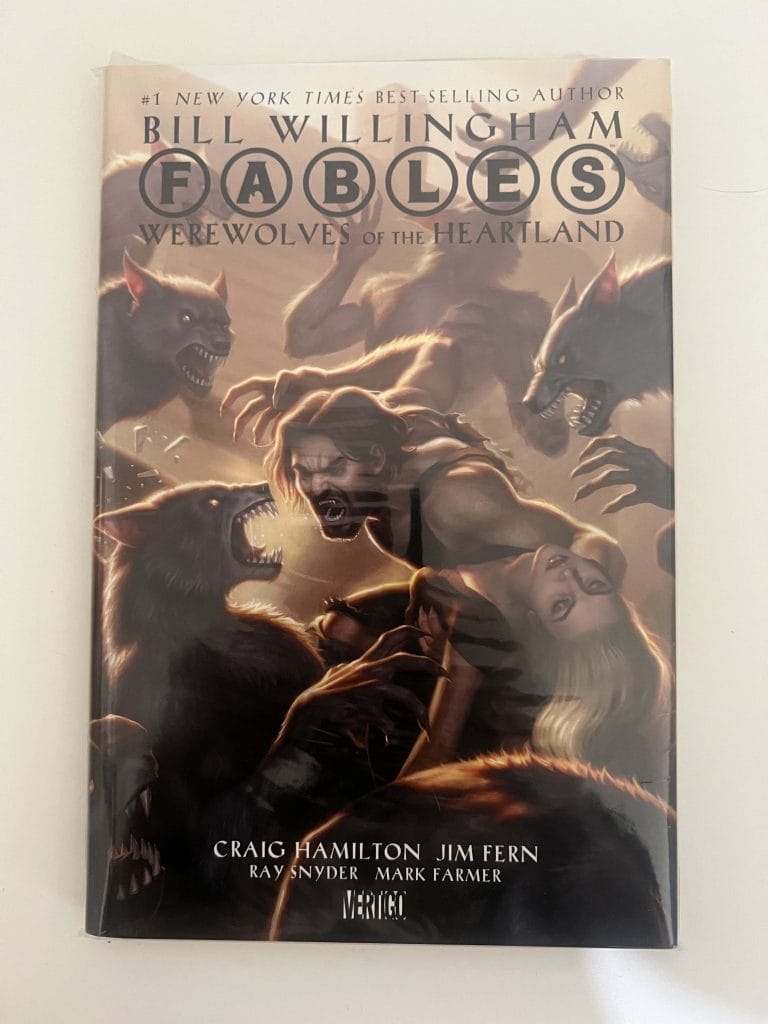 #1 NEW YORK TIMES BEST-SELLING AUTHOR
BILL WILLINGHAM
FABLES™
WEREWOLVES OF THE HEARTLAND
CRAIG HAMILTON JIM FERN
RAY SNYDER MARK FARMER
VERTIGO